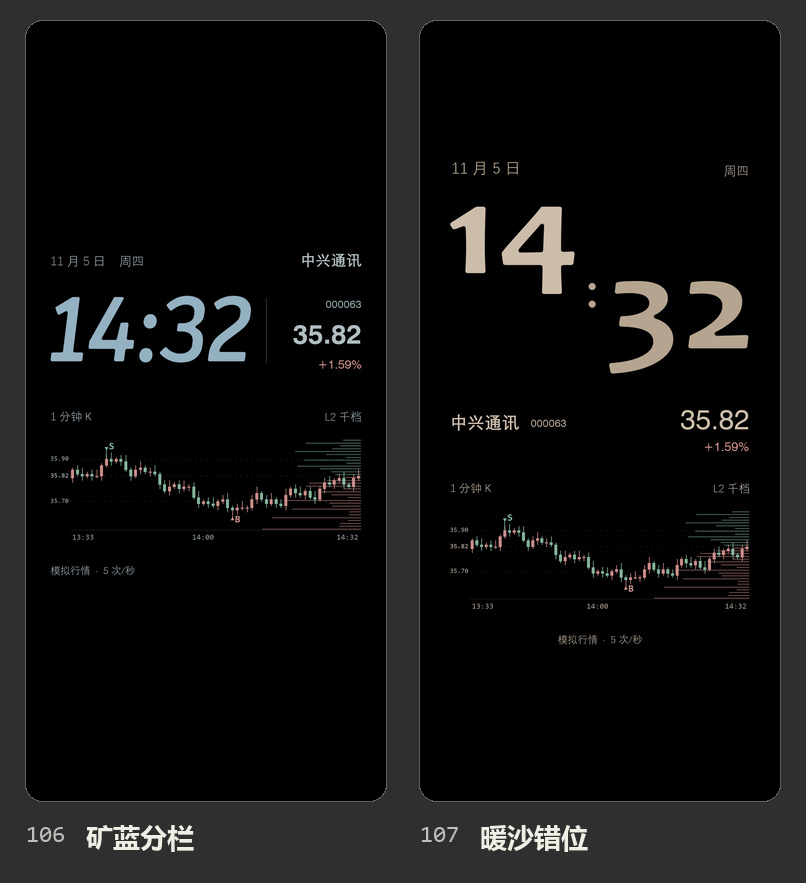 11 月 5 日 周四
中兴通讯
14:32
000063
35.82
+1.59%
1 分钟 K
L2 千档
S
35.90
35.82
35.70
B
13:33 14:00 14:32
模拟行情 · 5 次/秒
106 矿蓝分栏
11 月 5 日
周四
14
:32
中兴通讯 000063
35.82
+1.59%
1 分钟 K
L2 千档
S
35.90
35.82
35.70
B
13:33 14:00 14:32
模拟行情 · 5 次/秒
107 暖沙错位